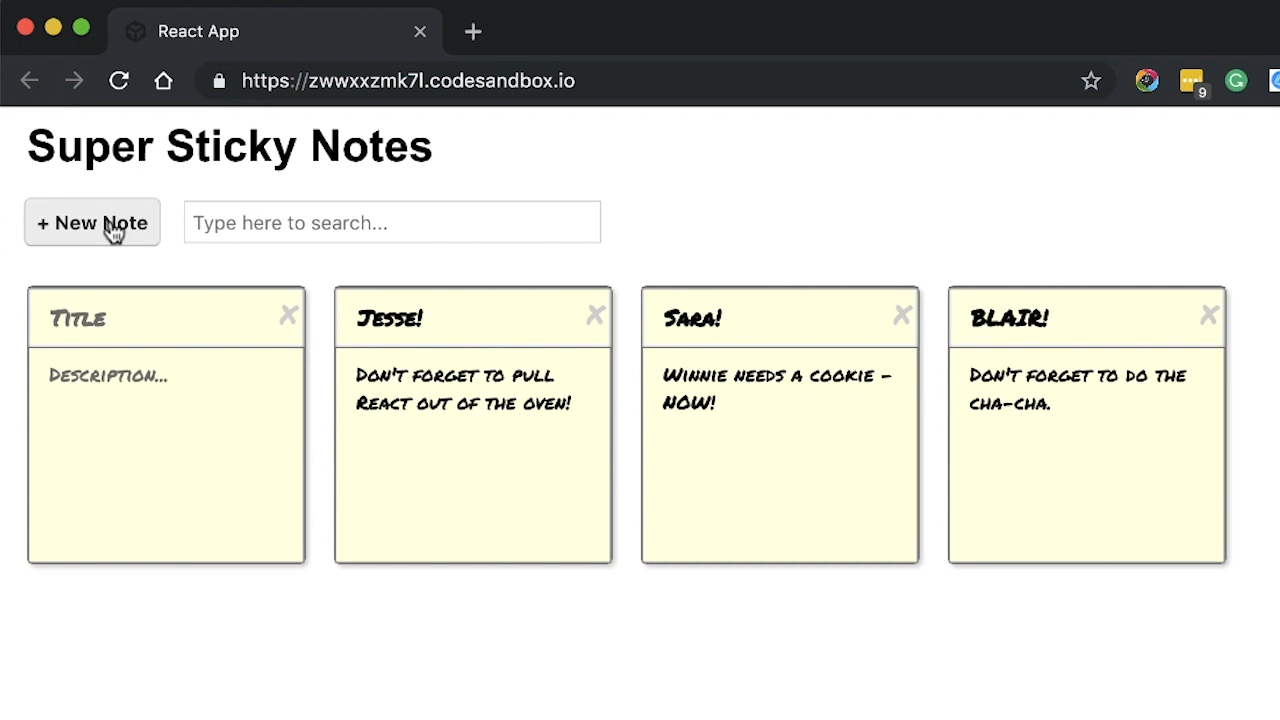 React App
https://zwwxxzmk7l.codesandbox.io
9
Super Sticky Notes
+ New Note
Type here to search...
Title
Jesse!
Sara!
BLAIR!
Description...
Don't forget to pull
React out of the oven!
Winnie needs a cookie -
NOW!
Don't forget to do the
cha-cha.